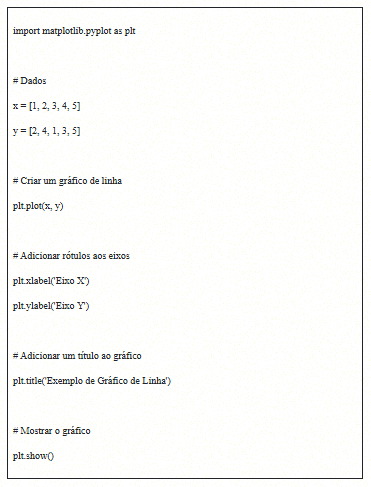 import matplotlib.pyplot as plt
# Dados
x = [1, 2, 3, 4, 5]
y = [2, 4, 1, 3, 5]
# Criar um gráfico de linha
plt.plot(x, y)
# Adicionar rótulos aos eixos
plt.xlabel('Eixo X')
plt.ylabel('Eixo Y')
# Adicionar um título ao gráfico
plt.title('Exemplo de Gráfico de Linha')
# Mostrar o gráfico
plt.show()